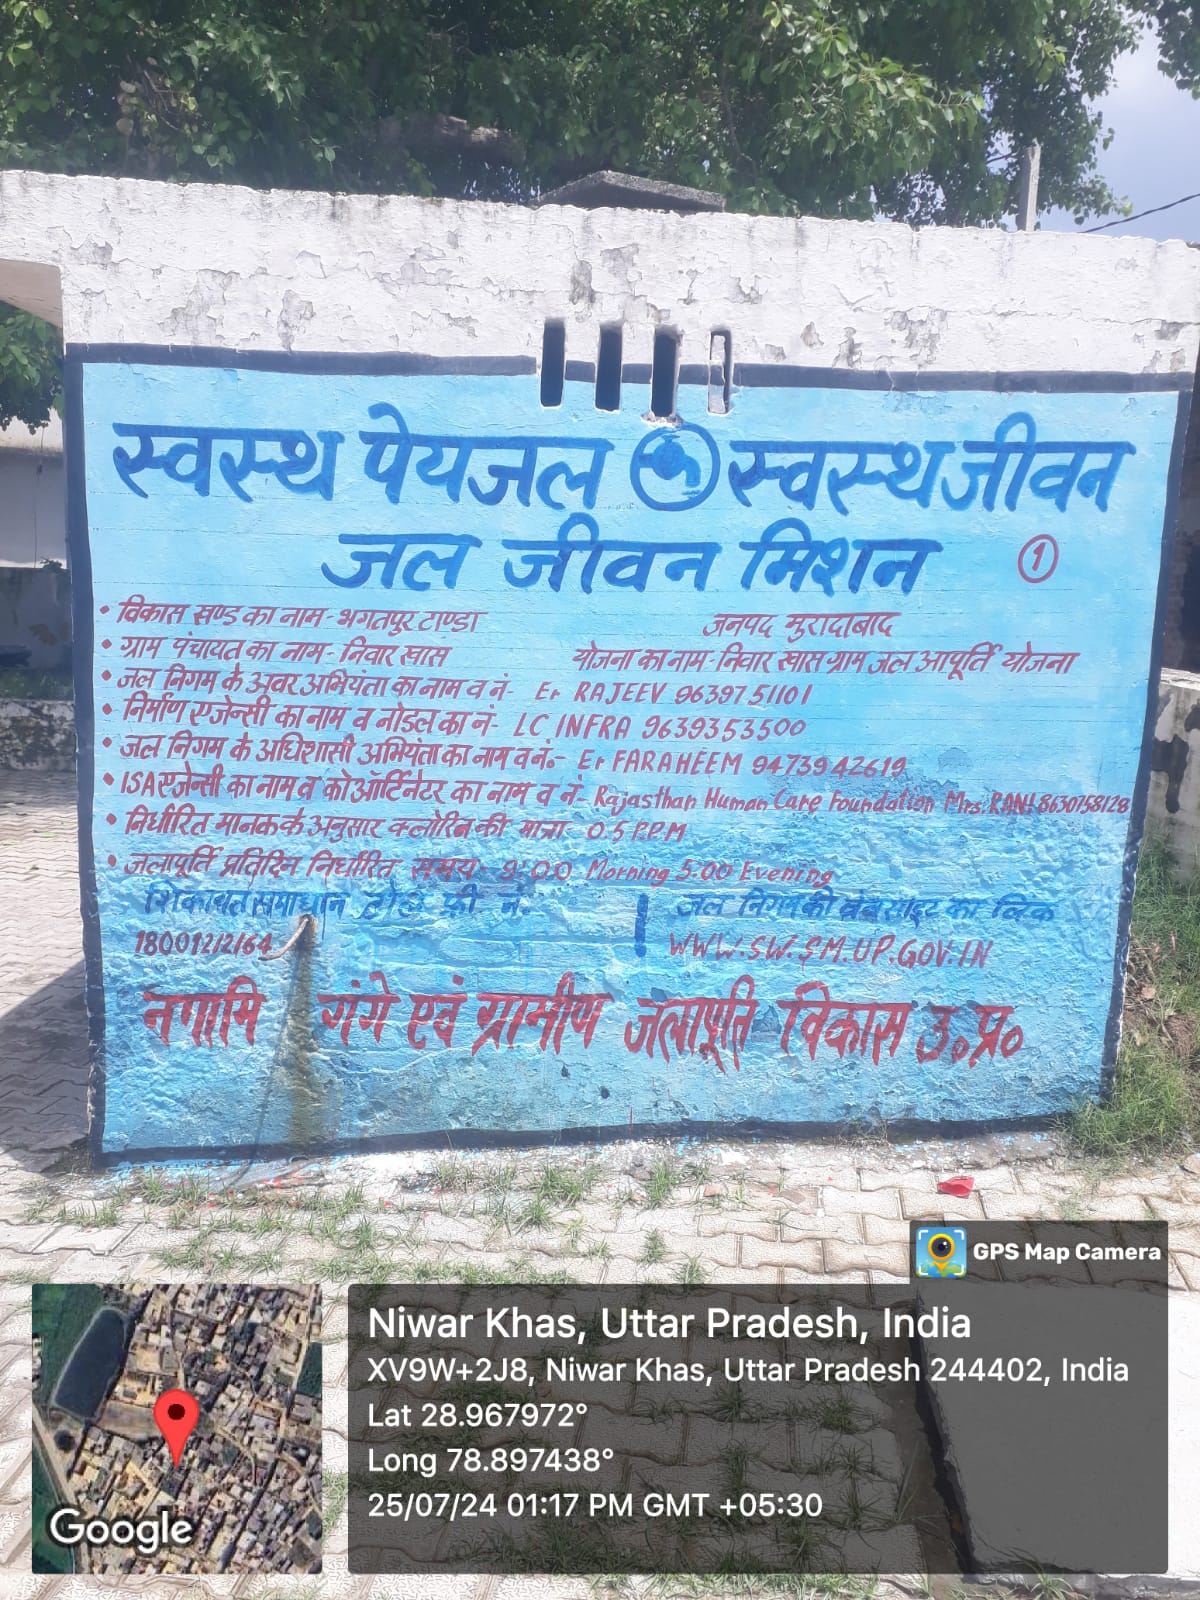 स्वस्थ पेयजल स्वस्थ जीवन
जल जीवन मिशन
1
• विकास खण्ड का नाम - भगतपुर टाण्डा जनपद मुरादाबाद
• ग्राम पंचायत का नाम - निवार खास योजना का नाम - निवार खास ग्राम जल आपूर्ति योजना
• जल निगम के अवर अभियंता का नाम व नं - Er RAJEEV 9639751101
• निर्माण एजेन्सी का नाम व नोडल का नं - LC INFRA 9639353500
• जल निगम के अधिशासी अभियंता का नाम व नं॰ - Er FARAHEEM 9473942619
• ISA एजेन्सी का नाम व कोऑर्टिनेटर का नाम व नं - Rajasthan Human Care Foundation Mrs. RANI 8630758128
• निर्धारित मानक के अनुसार क्लोरिन की मात्रा - 0.5 P.P.M
• जलापूर्ति प्रतिदिन निर्धारित समय - 9:00 Morning 5:00 Evening
शिकायत समाधान टोल फ्री नं. जल निगम की वेबसाइट का लिंक
180012/2/64 WWW.SW.SM.UP.GOV.IN
नगामि गंगे एवं ग्रामीण जलापूर्ति विकास उ॰प्र॰
GPS Map Camera
Niwar Khas, Uttar Pradesh, India
XV9W+2J8, Niwar Khas, Uttar Pradesh 244402, India
Lat 28.967972°
Long 78.897438°
25/07/24 01:17 PM GMT +05:30
Google